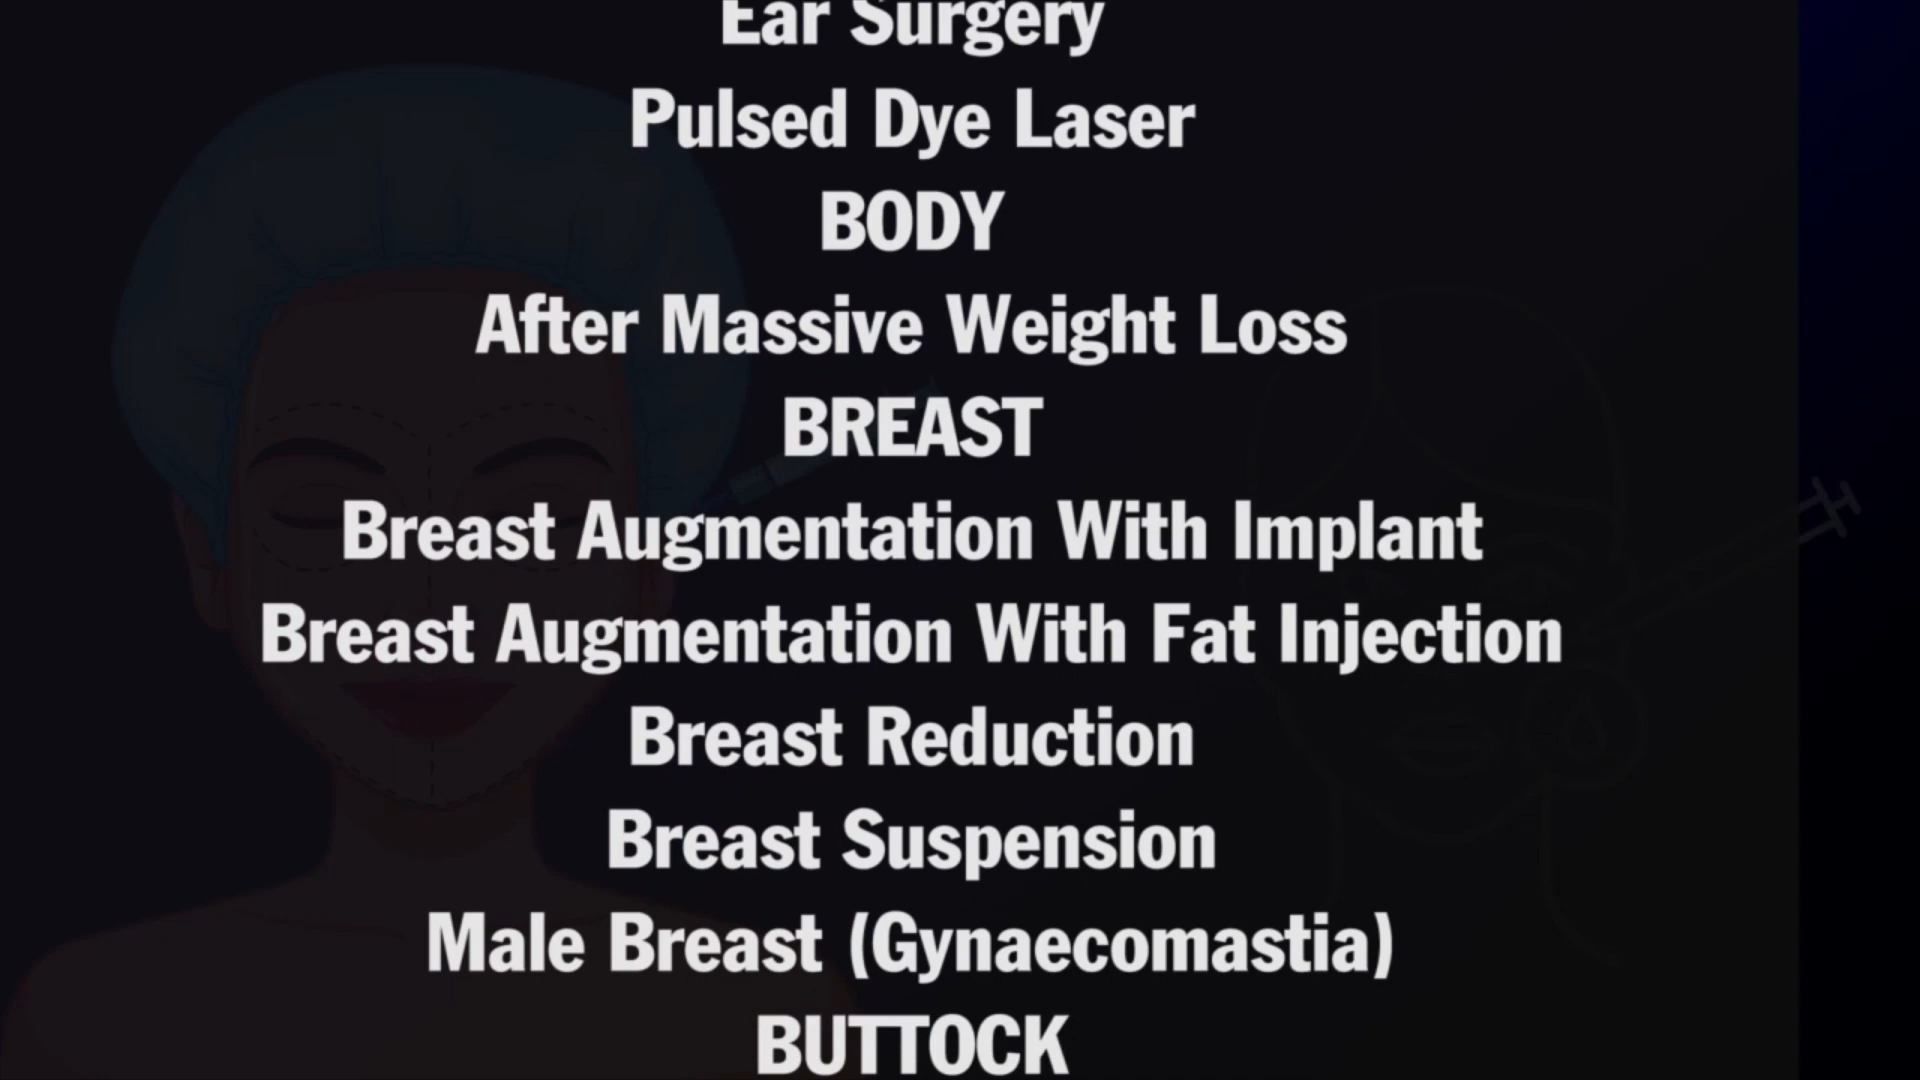 Ear Surgery
Pulsed Dye Laser
BODY
After Massive Weight Loss
BREAST
Breast Augmentation With Implant
Breast Augmentation With Fat Injection
Breast Reduction
Breast Suspension
Male Breast (Gynaecomastia)
BUTTOCK